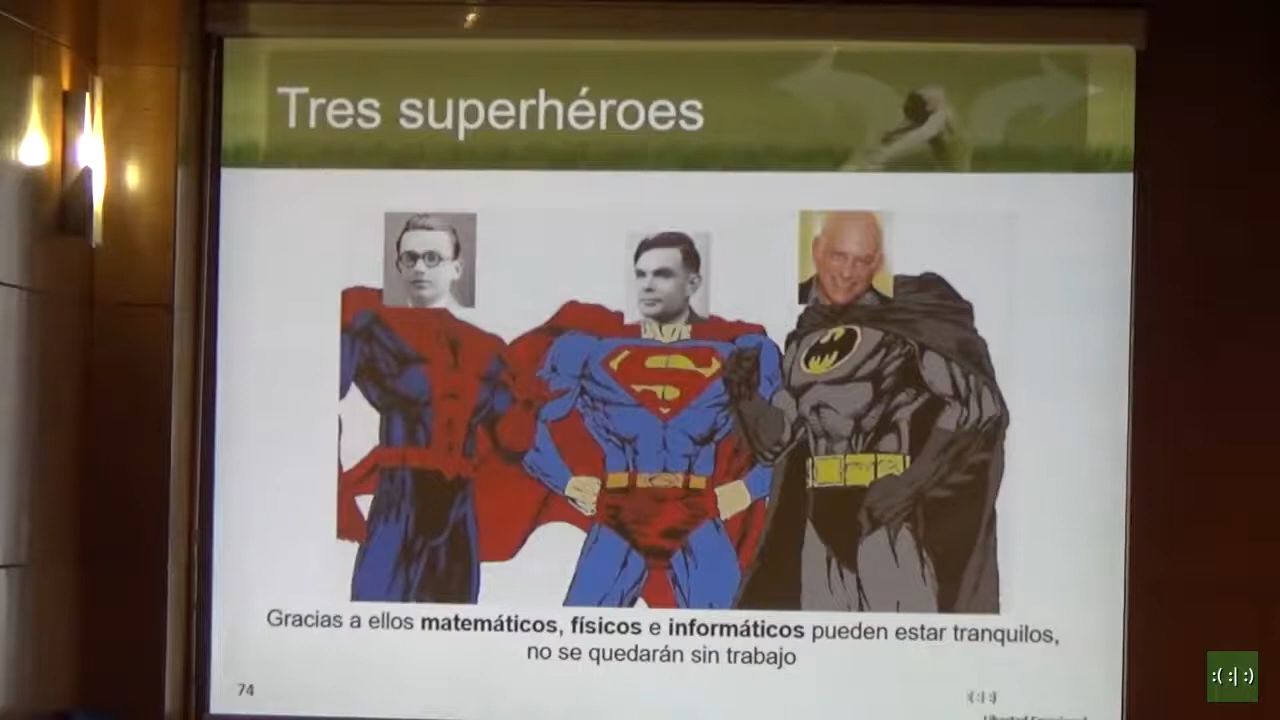 Tres superhéroes
Gracias a ellos matemáticos, físicos e informáticos pueden estar tranquilos,
no se quedarán sin trabajo
74
:( :| :)
:( :| :)